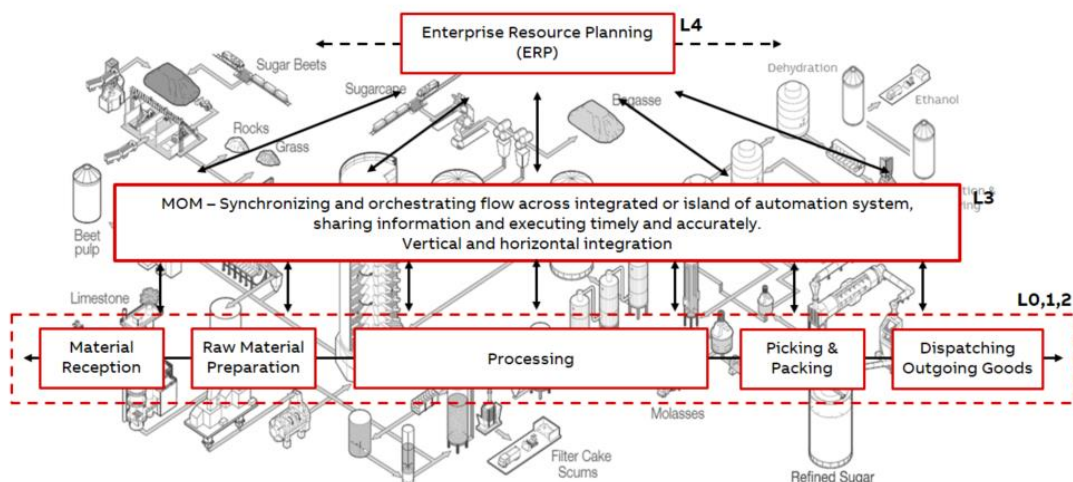 Enterprise Resource Planning
(ERP)
L4
Sugar Beets
Sugarcane
Rocks
Grass
Bagasse
Dehydration
Ethanol
MOM – Synchronizing and orchestrating flow across integrated or island of automation system,
sharing information and executing timely and accurately.
Vertical and horizontal integration
L3
Beet
pulp
Limestone
L0,1,2
Material
Reception
Raw Material
Preparation
Processing
Picking &
Packing
Dispatching
Outgoing Goods
Molasses
Filter Cake
Scums
Refined Sugar